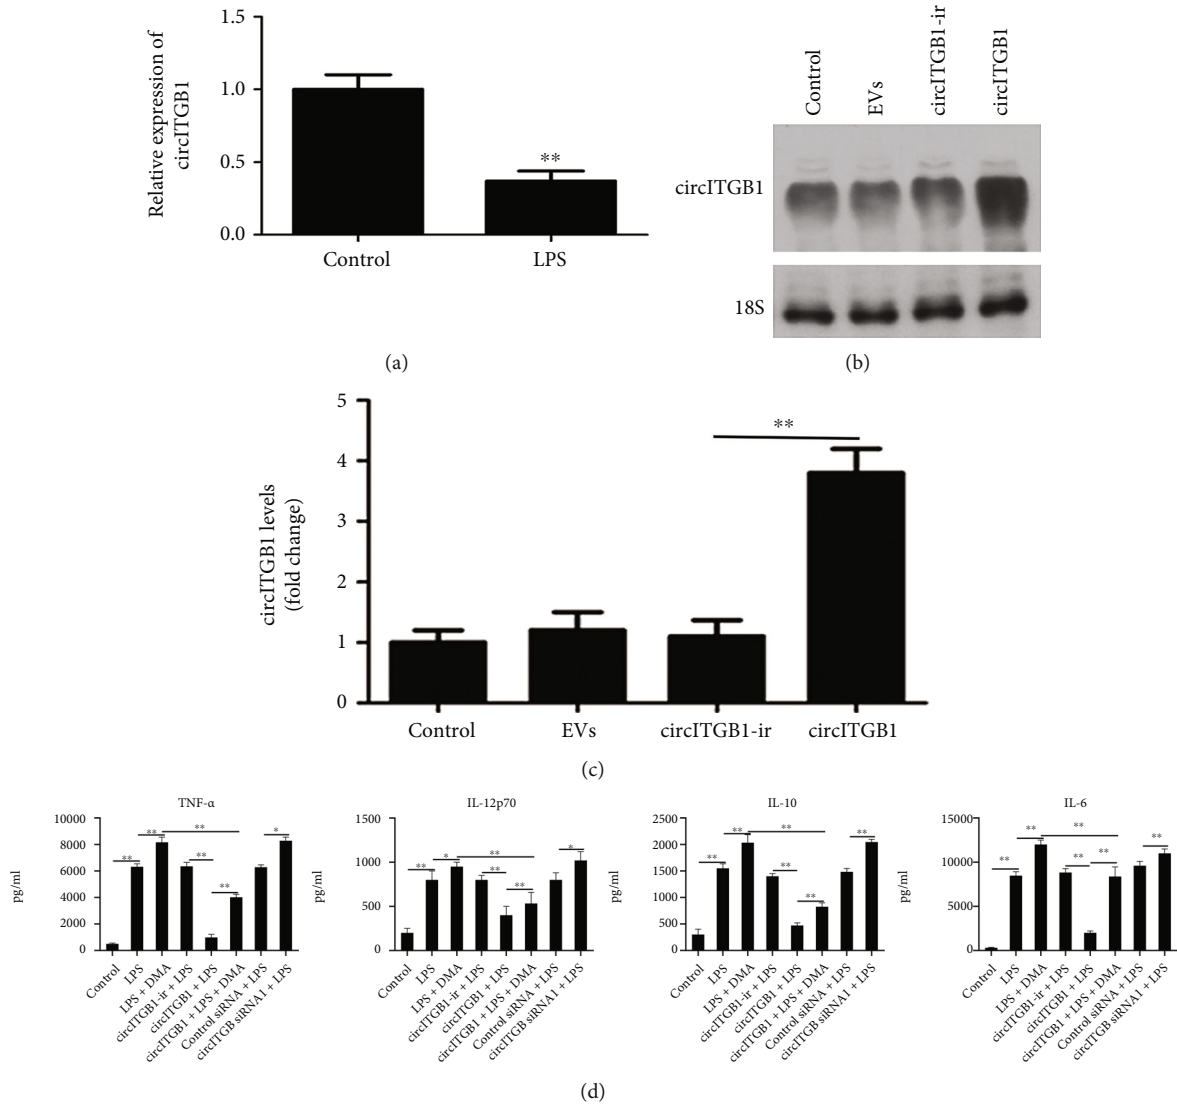 Relative expression of
circITGB1
1.5
1.0
0.5
0.0
**
Control
LPS
(a)
Control
EVs
circITGB1-ir
circITGB1
circITGB1
18S
(b)
circITGB1 levels
(fold change)
5
4
3
2
1
0
**
Control
EVs
circITGB1-ir
circITGB1
(c)
TNF-α
pg/ml
10000
8000
6000
4000
2000
0
**
**
**
**
**
*
Control
LPS
LPS + DMA
circITGB1-ir + LPS
circITGB1 + LPS
circITGB1 + LPS + DMA
Control siRNA + LPS
circITGB siRNA1 + LPS
IL-12p70
pg/ml
1500
1000
500
0
**
*
**
**
**
*
Control
LPS
LPS + DMA
circITGB1-ir + LPS
circITGB1 + LPS
circITGB1 + LPS + DMA
Control siRNA + LPS
circITGB siRNA1 + LPS
IL-10
pg/ml
2500
2000
1500
1000
500
0
**
**
**
**
**
**
Control
LPS
LPS + DMA
circITGB1-ir + LPS
circITGB1 + LPS
circITGB1 + LPS + DMA
Control siRNA + LPS
circITGB siRNA1 + LPS
IL-6
pg/ml
15000
10000
5000
0
**
**
**
**
**
**
Control
LPS
LPS + DMA
circITGB1-ir + LPS
circITGB1 + LPS
circITGB1 + LPS + DMA
Control siRNA + LPS
circITGB siRNA1 + LPS
(d)